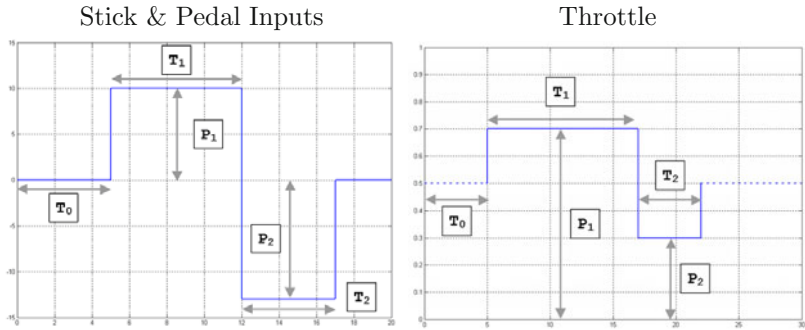 Stick & Pedal Inputs
15
10
5
0
-5
-10
-15
0 2 4 6 8 10 12 14 16 18 20
T₁
P₁
T₀
P₂
T₂
Throttle
1
0.9
0.8
0.7
0.6
0.5
0.4
0.3
0.2
0.1
0
0 5 10 15 20 25 30
T₁
T₂
T₀
P₁
P₂